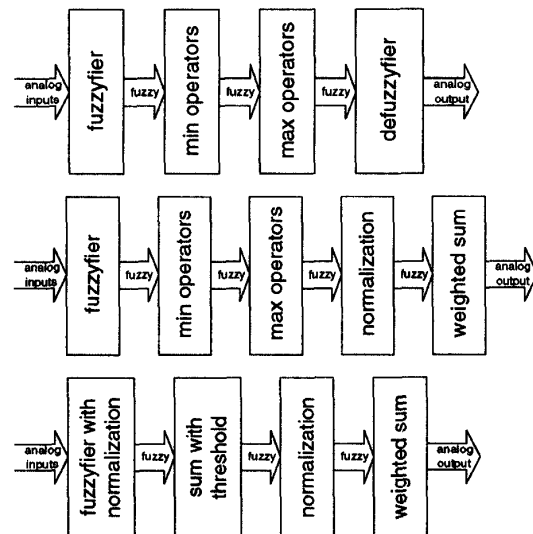 analog
inputs
fuzzyfier
fuzzy
min operators
fuzzy
max operators
fuzzy
defuzzyfier
analog
output
analog
inputs
fuzzyfier
fuzzy
min operators
fuzzy
max operators
fuzzy
normalization
fuzzy
weighted sum
analog
output
analog
inputs
fuzzyfier with
normalization
fuzzy
sum with
threshold
fuzzy
normalization
fuzzy
weighted sum
analog
output